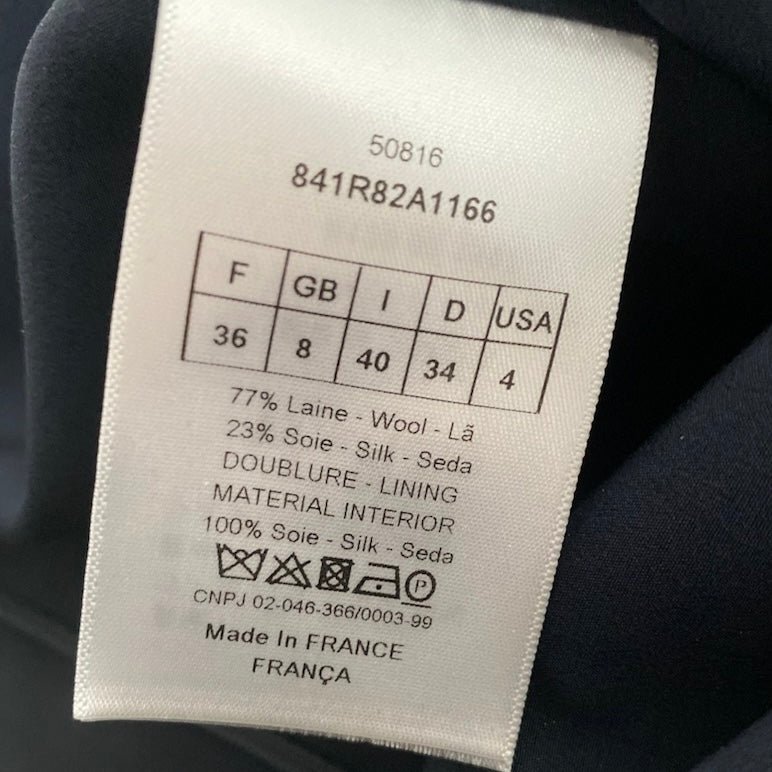 50816
841R82A1166
F GB I D USA
36 8 40 34 4
77% Laine - Wool - Lã
23% Soie - Silk - Seda
DOUBLURE - LINING
MATERIAL INTERIOR
100% Soie - Silk - Seda
P
CNPJ 02-046-366/0003-99
Made In FRANCE
FRANÇA